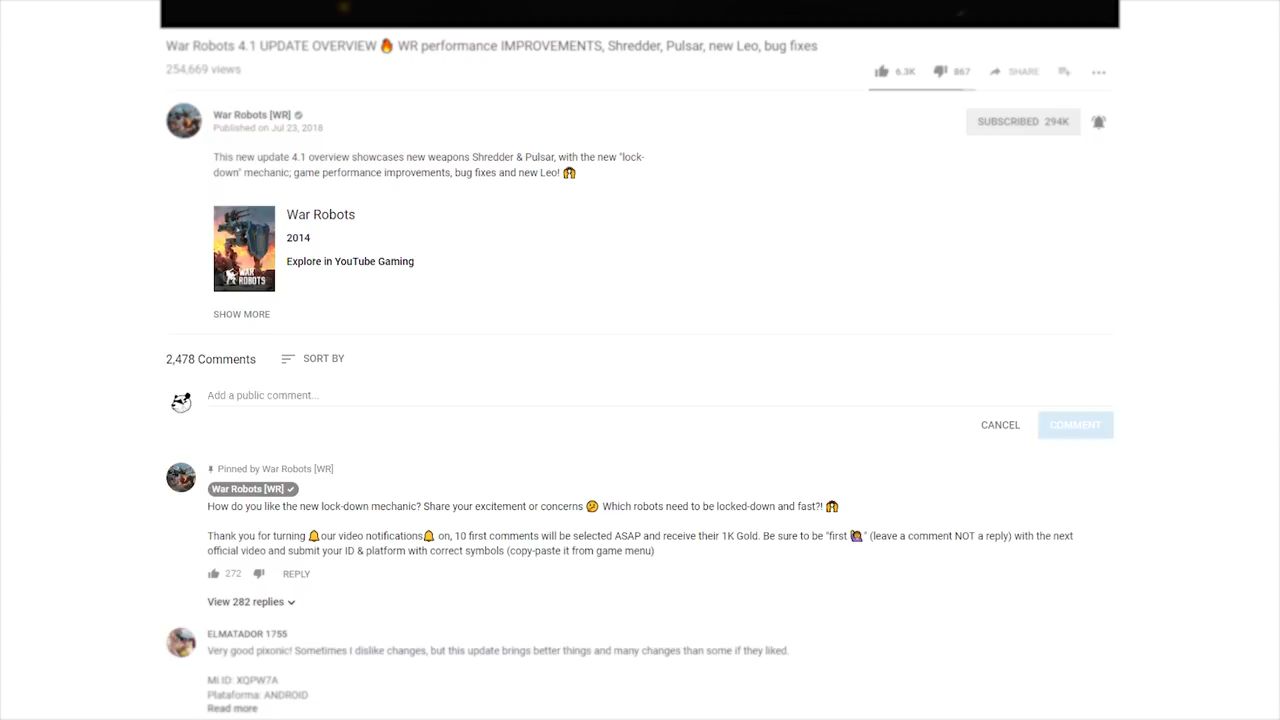 War Robots 4.1 UPDATE OVERVIEW 🔥 WR performance IMPROVEMENTS, Shredder, Pulsar, new Leo, bug fixes
254,669 views
6.3K 867 SHARE
War Robots [WR]
Published on Jul 23, 2018
SUBSCRIBED 294K
This new update 4.1 overview showcases new weapons Shredder & Pulsar, with the new "lock-
down" mechanic; game performance improvements, bug fixes and new Leo! 🙌
War Robots
2014
Explore in YouTube Gaming
WAR
ROBOTS
SHOW MORE
2,478 Comments SORT BY
Add a public comment...
CANCEL COMMENT
Pinned by War Robots [WR]
War Robots [WR]
How do you like the new lock-down mechanic? Share your excitement or concerns 🤔 Which robots need to be locked-down and fast?! 🙌
Thank you for turning 🔔our video notifications🔔 on, 10 first comments will be selected ASAP and receive their 1K Gold. Be sure to be "first 🙋" (leave a comment NOT a reply) with the next
official video and submit your ID & platform with correct symbols (copy-paste it from game menu)
272 REPLY
View 282 replies
ELMATADOR 1755
Very good pixonic! Sometimes I dislike changes, but this update brings better things and many changes than some if they liked.
Mi ID: XQPW7A
Plataforma: ANDROID
Read more